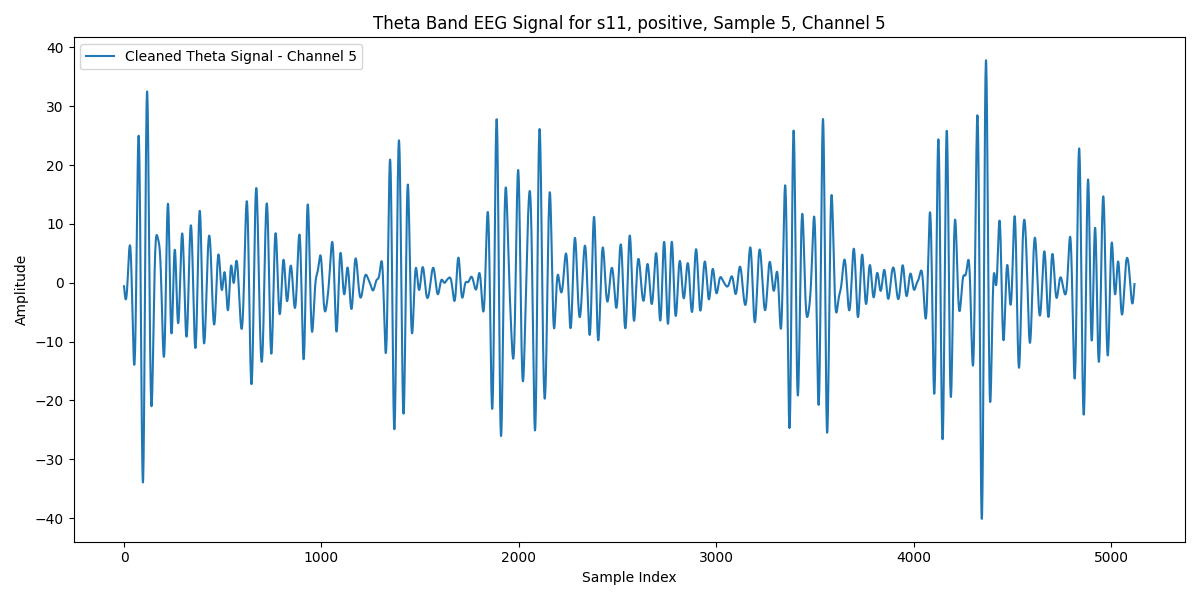 Theta Band EEG Signal for s11, positive, Sample 5, Channel 5
Cleaned Theta Signal - Channel 5
Amplitude
40
30
20
10
0
−10
−20
−30
−40
0 1000 2000 3000 4000 5000
Sample Index